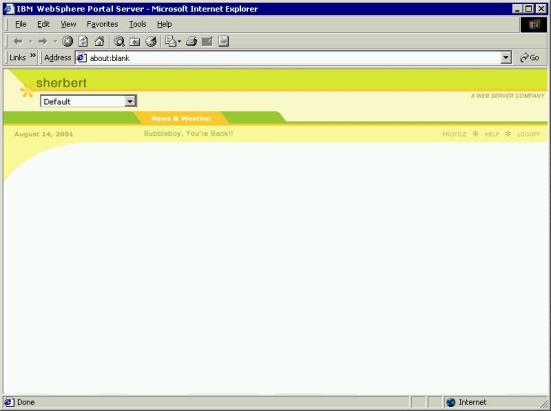 IBM WebSphere Portal Server - Microsoft Internet Explorer
File Edit View Favorites Tools Help
Links » Address about:blank Go
sherbert
A WEB SERVER COMPANY
Default
News & Weather
August 14, 2001 Bubbleboy, You're Back!! PROFILE * HELP * LOGOFF
Done Internet